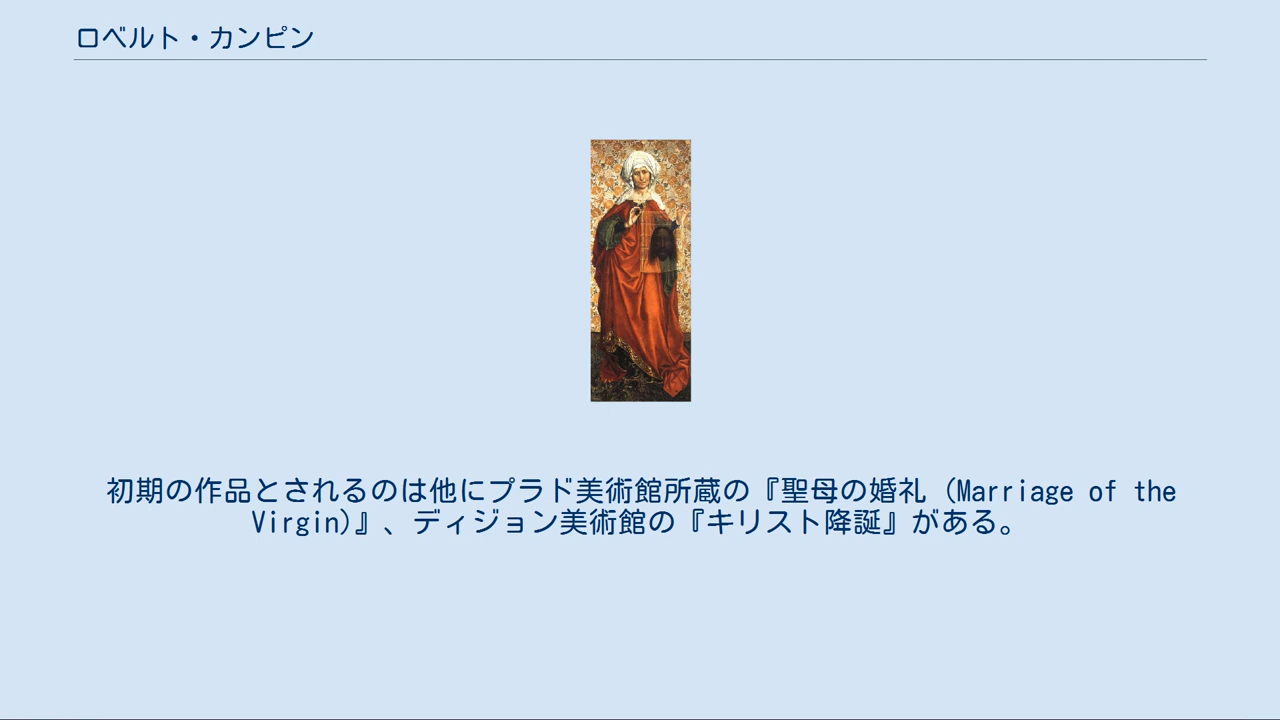 ロベルト・カンピン
初期の作品とされるのは他にプラド美術館所蔵の『聖母の婚礼 (Marriage of the
Virgin)』、ディジョン美術館の『キリスト降誕』がある。